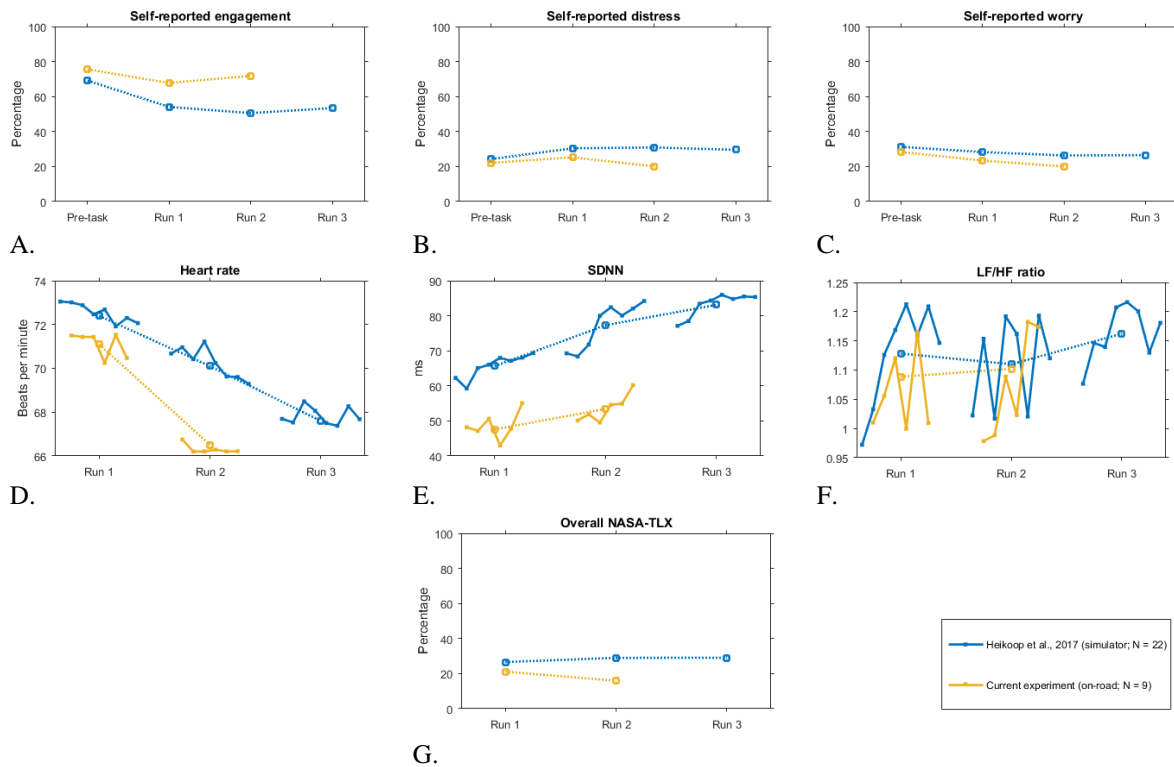 Self-reported engagement
Percentage
100
80
60
40
20
0
Pre-task Run 1 Run 2 Run 3
A.
Self-reported distress
Percentage
100
80
60
40
20
0
Pre-task Run 1 Run 2 Run 3
B.
Self-reported worry
Percentage
100
80
60
40
20
0
Pre-task Run 1 Run 2 Run 3
C.
Heart rate
Beats per minute
74
72
70
68
66
Run 1 Run 2 Run 3
D.
SDNN
ms
90
80
70
60
50
40
Run 1 Run 2 Run 3
E.
LF/HF ratio
1.25
1.2
1.15
1.1
1.05
1
0.95
Run 1 Run 2 Run 3
F.
Overall NASA-TLX
Percentage
100
80
60
40
20
0
Run 1 Run 2 Run 3
G.
Heikoop et al., 2017 (simulator; N = 22)
Current experiment (on-road; N = 9)